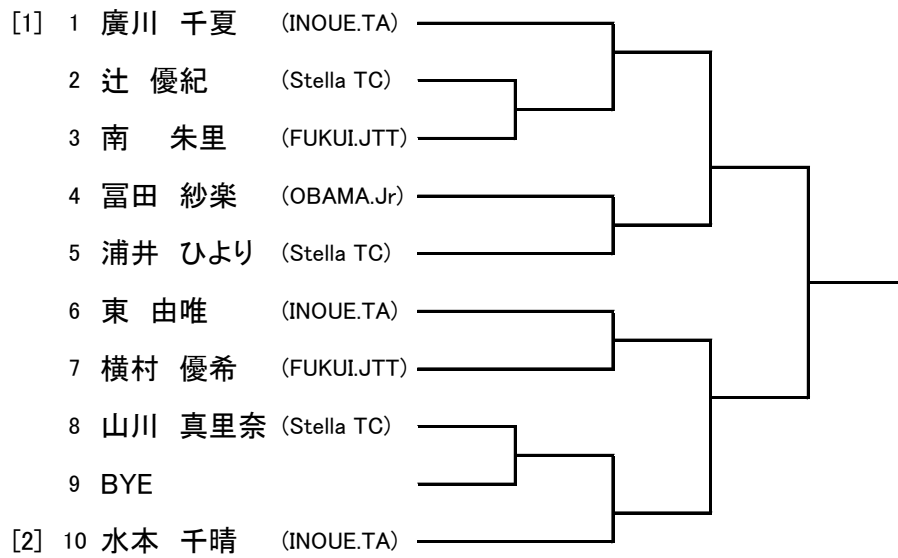 [1] 1 廣川 千夏 (INOUE.TA)
2 辻 優紀 (Stella TC)
3 南 朱里 (FUKUI.JTT)
4 冨田 紗楽 (OBAMA.Jr)
5 浦井 ひより (Stella TC)
6 東 由唯 (INOUE.TA)
7 横村 優希 (FUKUI.JTT)
8 山川 真里奈 (Stella TC)
9 BYE
[2] 10 水本 千晴 (INOUE.TA)